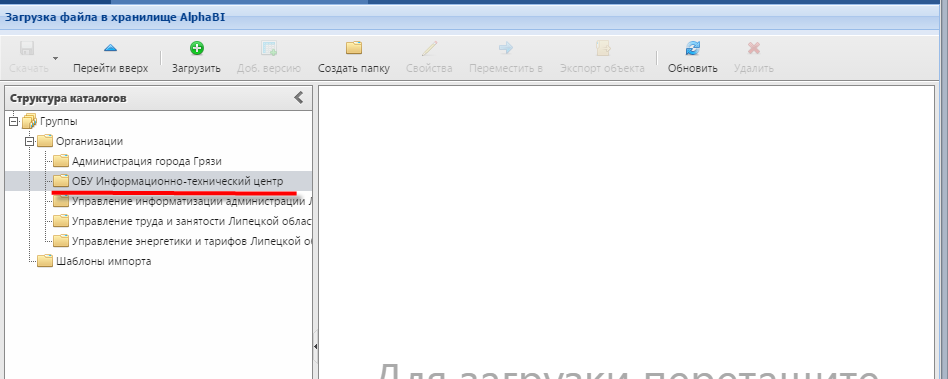 Загрузка файла в хранилище AlphaBI
Скачать Перейти вверх Загрузить Доб. версию Создать папку Свойства Переместить в Экспорт объекта Обновить Удалить
Структура каталогов
Группы
Организации
Администрация города Грязи
ОБУ Информационно-технический центр
Управление информатизации администрации Л
Управление труда и занятости Липецкой облас
Управление энергетики и тарифов Липецкой об
Шаблоны импорта
Для загрузки перетащите